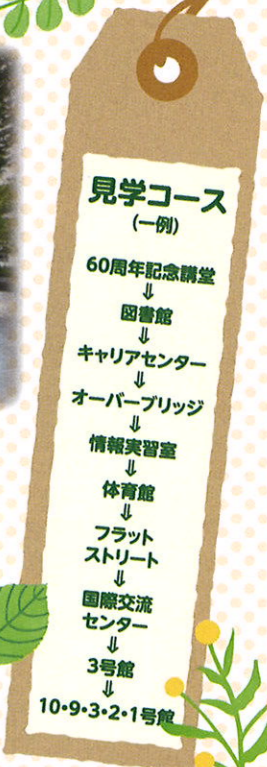 見学コース
(一例)
60周年記念講堂
⇓
図書館
⇓
キャリアセンター
⇓
オーバーブリッジ
⇓
情報実習室
⇓
体育館
⇓
フラット
ストリート
⇓
国際交流
センター
⇓
3号館
⇓
10・9・3・2・1号館